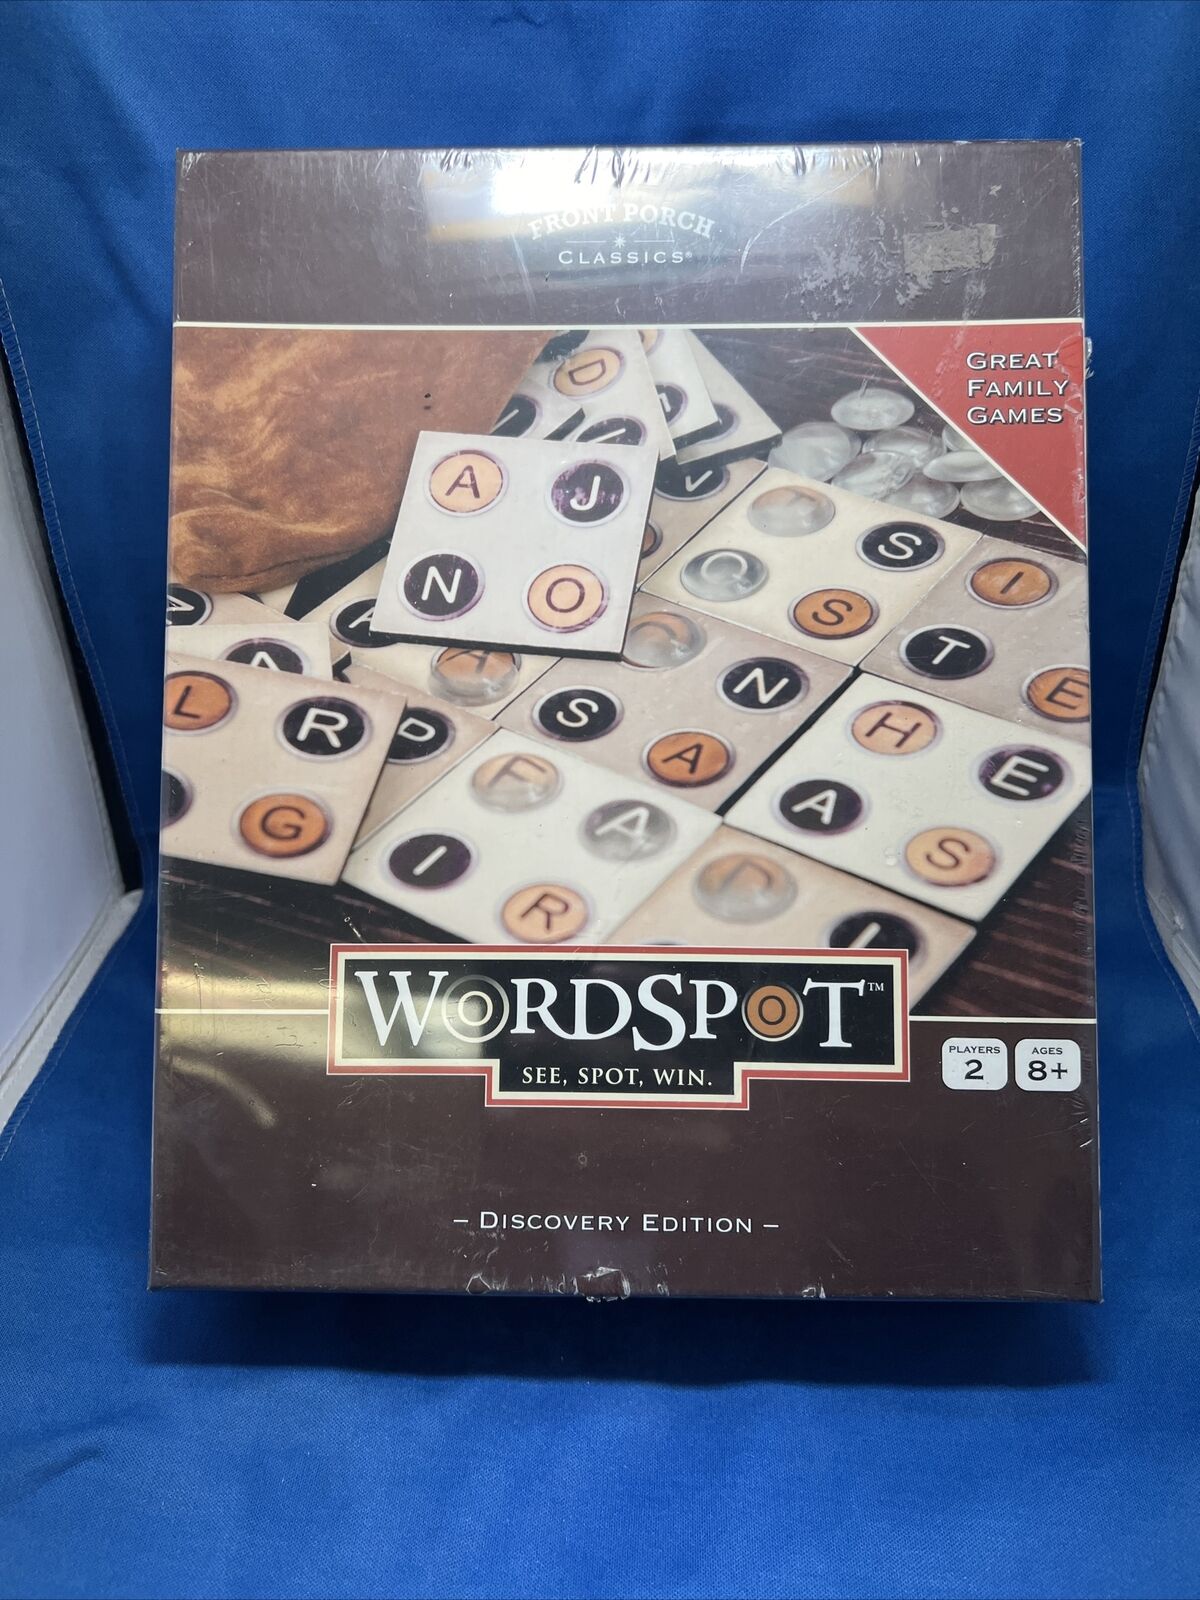 FRONT PORCH
CLASSICS®
GREAT
FAMILY
GAMES
D
A J
N O
V
S
O
S
I
T
E
A
N
S
A
H
E
A
S
L R
P
G
F
A
I
R
I
WORDSPOT™
SEE, SPOT, WIN.
PLAYERS
2
AGES
8+
– DISCOVERY EDITION –